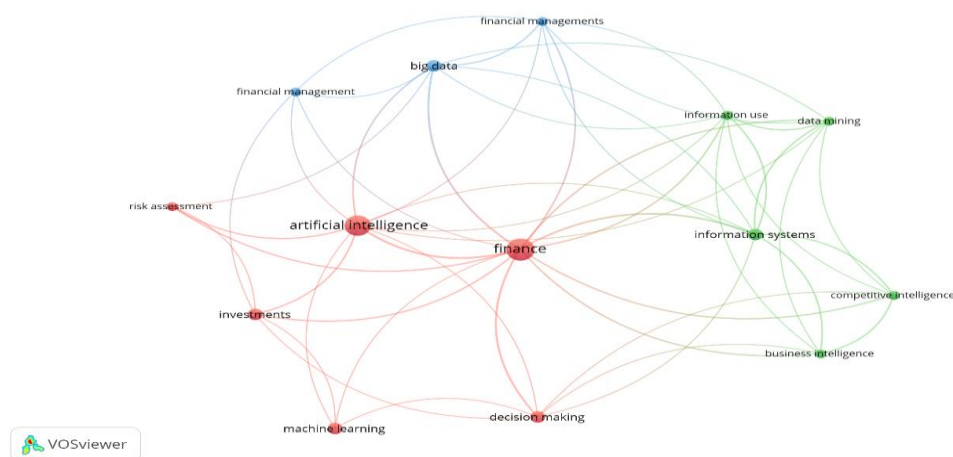 financial managements
big data
financial management
information use
data mining
risk assessment
artificial intelligence
information systems
finance
competitive intelligence
investments
business intelligence
decision making
machine learning
VOSviewer